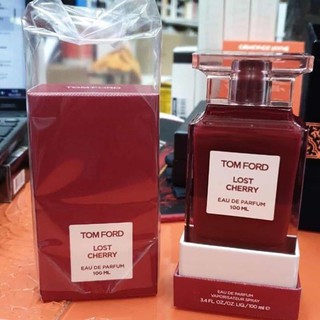 TOM FORD
LOST
CHERRY
EAU DE PARFUM
100 ML
TOM FORD
LOST
CHERRY
EAU DE PARFUM
100 ML
EAU DE PARFUM
VAPORISATEUR SPRAY
3.4 FL.OZ/OZ.LIQ./100 ml ℮